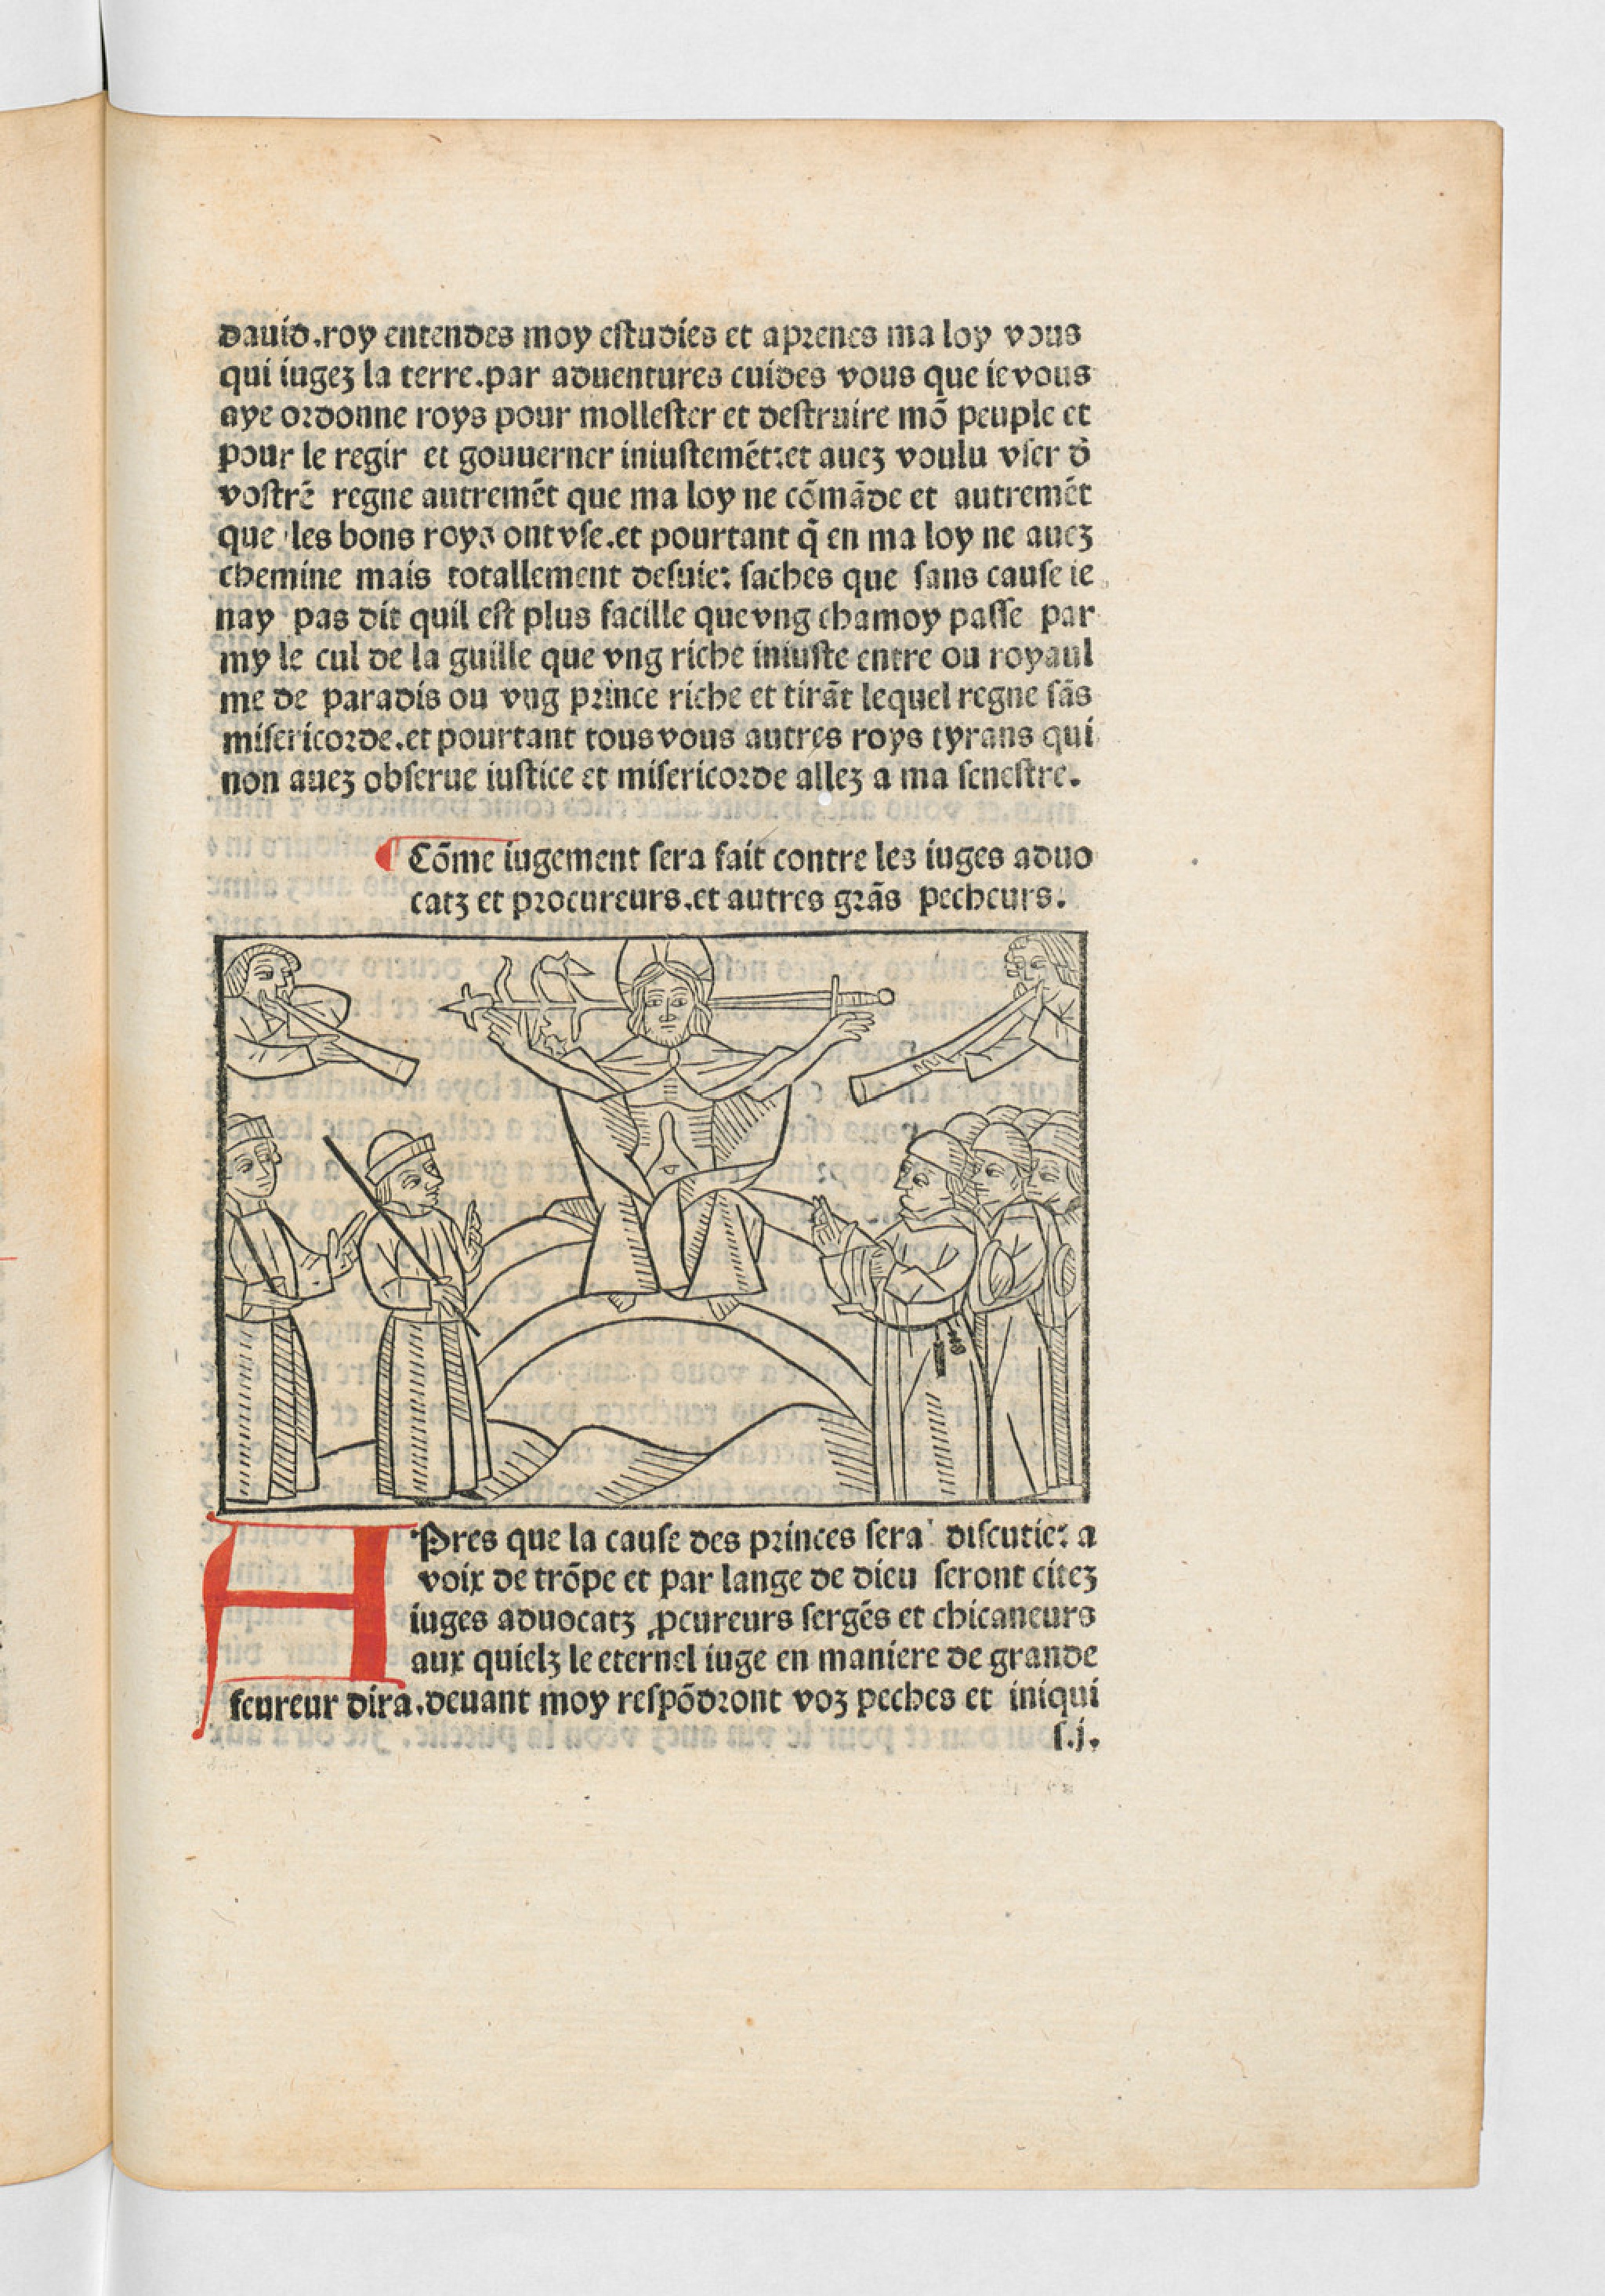 dauid.roy entendes moy estudies et aprenes ma loy vous
qui iugez la terre.par aduentures cuides vous que ie vous
aye ordonne roys pour mollester et destruire mõ peuple et
pour le regir et gouuerner iniustemẽt:et auez voulu vser d̃
vostrẽ regne autremẽt que ma loy ne cõmãde et autremẽt
que les bons roys ont vse.et pourtant q̃ en ma loy ne auez
chemine mais totallement desuie: saches que sans cause ie
nay pas dit quil est plus facille que vng chamoy passe par
my le cul de la guille que vng riche iniuste entre ou royaul
me de paradis ou vng prince riche et tirãt lequel regne sãs
misericorde.et pourtant tous vous autres roys tyrans qui
non auez obserue iustice et misericorde allez a ma senestre.
Cõme iugement sera fait contre les iuges aduo
catz et procureurs.et autres grãs pecheurs.
APres que la cause des princes sera discutie: a
voix de trõpe et par lange de dieu seront citez
iuges aduocatz ꝓcureurs sergẽs et chicaneurs
aux quielz le eternel iuge en maniere de grande
feureur dira.deuant moy respõdront voz peches et iniqui
s.j.